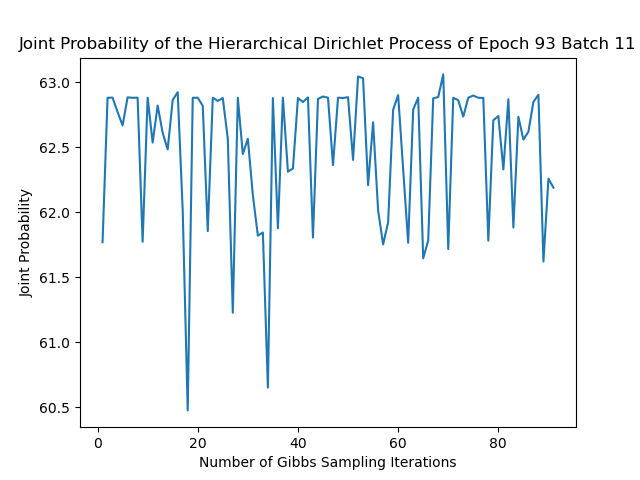 Joint Probability of the Hierarchical Dirichlet Process of Epoch 93 Batch 11
63.0
62.5
62.0
61.5
61.0
60.5
Joint Probability
0 20 40 60 80
Number of Gibbs Sampling Iterations